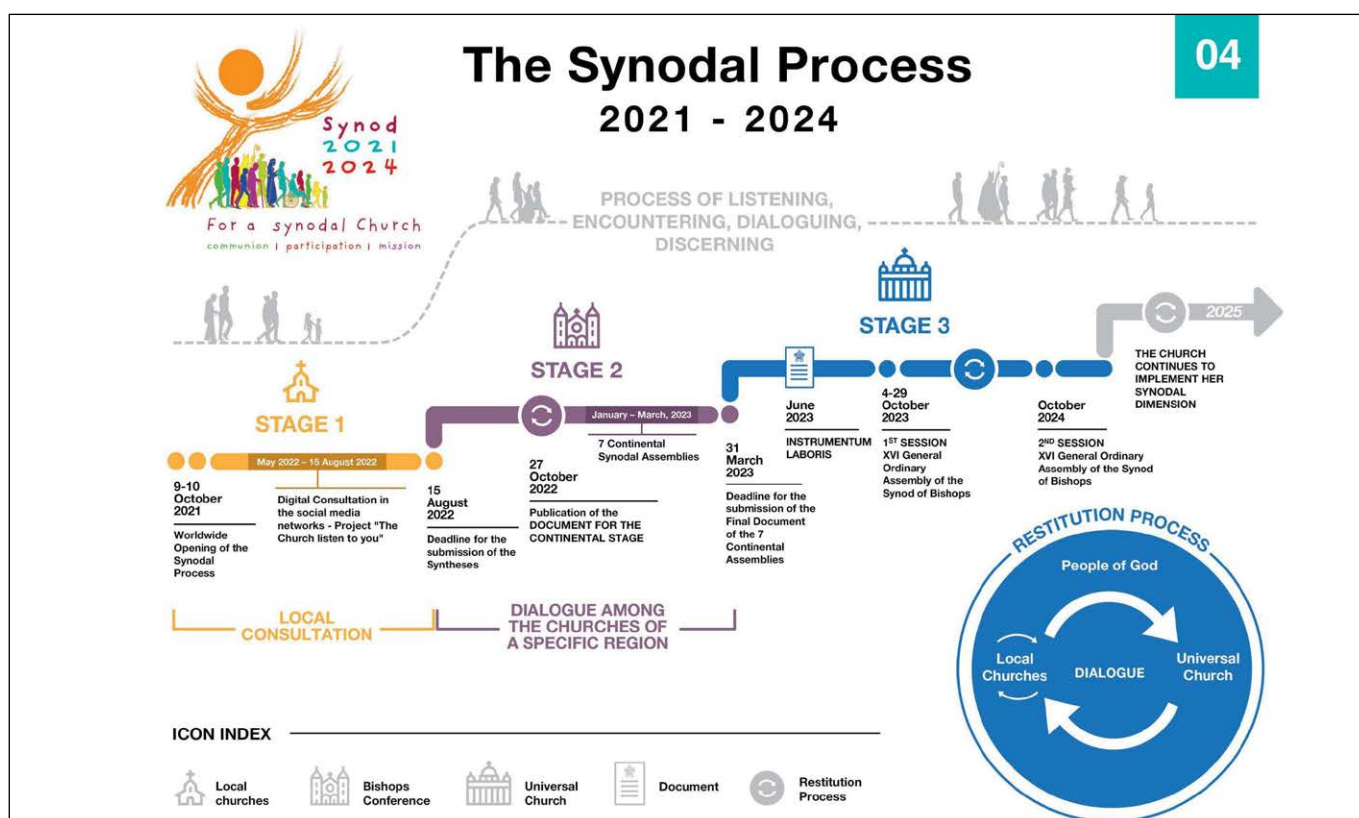 04
The Synodal Process
2021 - 2024
Synod
2021
2024
For a synodal Church
communion | participation | mission
PROCESS OF LISTENING,
ENCOUNTERING, DIALOGUING,
DISCERNING
STAGE 1
May 2022 – 15 August 2022
9-10
October
2021
Worldwide
Opening of the
Synodal
Process
Digital Consultation in
the social media
networks - Project "The
Church listen to you"
STAGE 2
January – March, 2023
15
August
2022
Deadline for the
submission of the
Syntheses
27
October
2022
Publication of the
DOCUMENT FOR THE
CONTINENTAL STAGE
7 Continental
Synodal Assemblies
31
March
2023
Deadline for the
submission of the
Final Document
of the 7
Continental
Assemblies
STAGE 3
June
2023
INSTRUMENTUM
LABORIS
4-29
October
2023
1ST SESSION
XVI General
Ordinary
Assembly of the
Synod of Bishops
October
2024
2ND SESSION
XVI General Ordinary
Assembly of the Synod
of Bishops
2025
THE CHURCH
CONTINUES TO
IMPLEMENT HER
SYNODAL
DIMENSION
LOCAL
CONSULTATION
DIALOGUE AMONG
THE CHURCHES OF
A SPECIFIC REGION
RESTITUTION PROCESS
People of God
Local
Churches
DIALOGUE
Universal
Church
ICON INDEX
Local
churches
Bishops
Conference
Universal
Church
Document
Restitution
Process